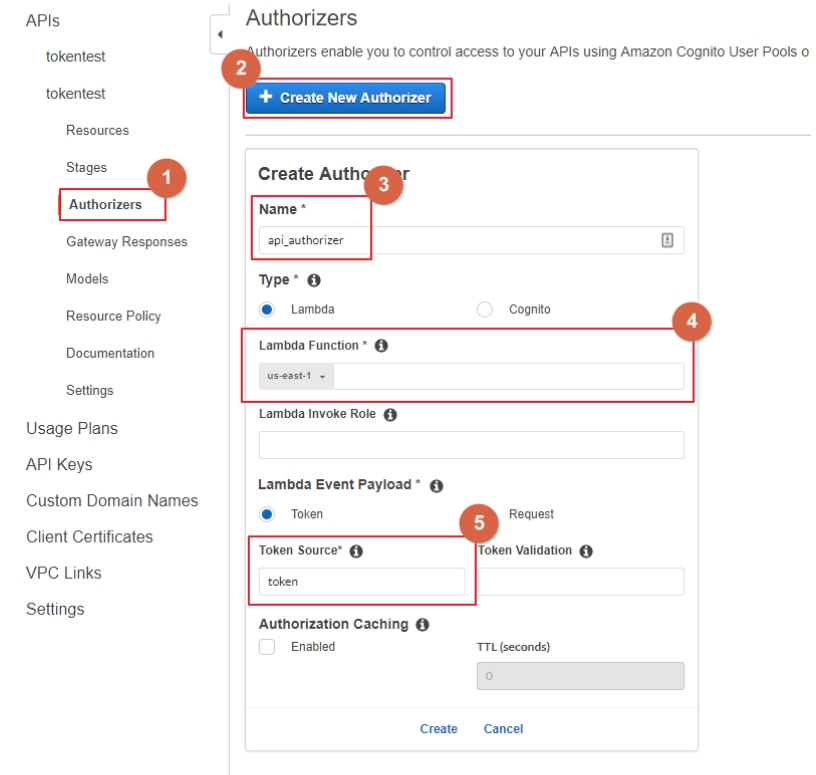 APIs
tokentest
tokentest
Resources
Stages
1
Authorizers
Gateway Responses
Models
Resource Policy
Documentation
Settings
Usage Plans
API Keys
Custom Domain Names
Client Certificates
VPC Links
Settings
Authorizers
Authorizers enable you to control access to your APIs using Amazon Cognito User Pools o
2
+ Create New Authorizer
Create Autho r
3
Name *
api_authorizer
Type *
Lambda Cognito
4
Lambda Function *
us-east-1
Lambda Invoke Role
Lambda Event Payload *
Token Request
5
Token Source* Token Validation
token
Authorization Caching
Enabled TTL (seconds)
0
Create Cancel